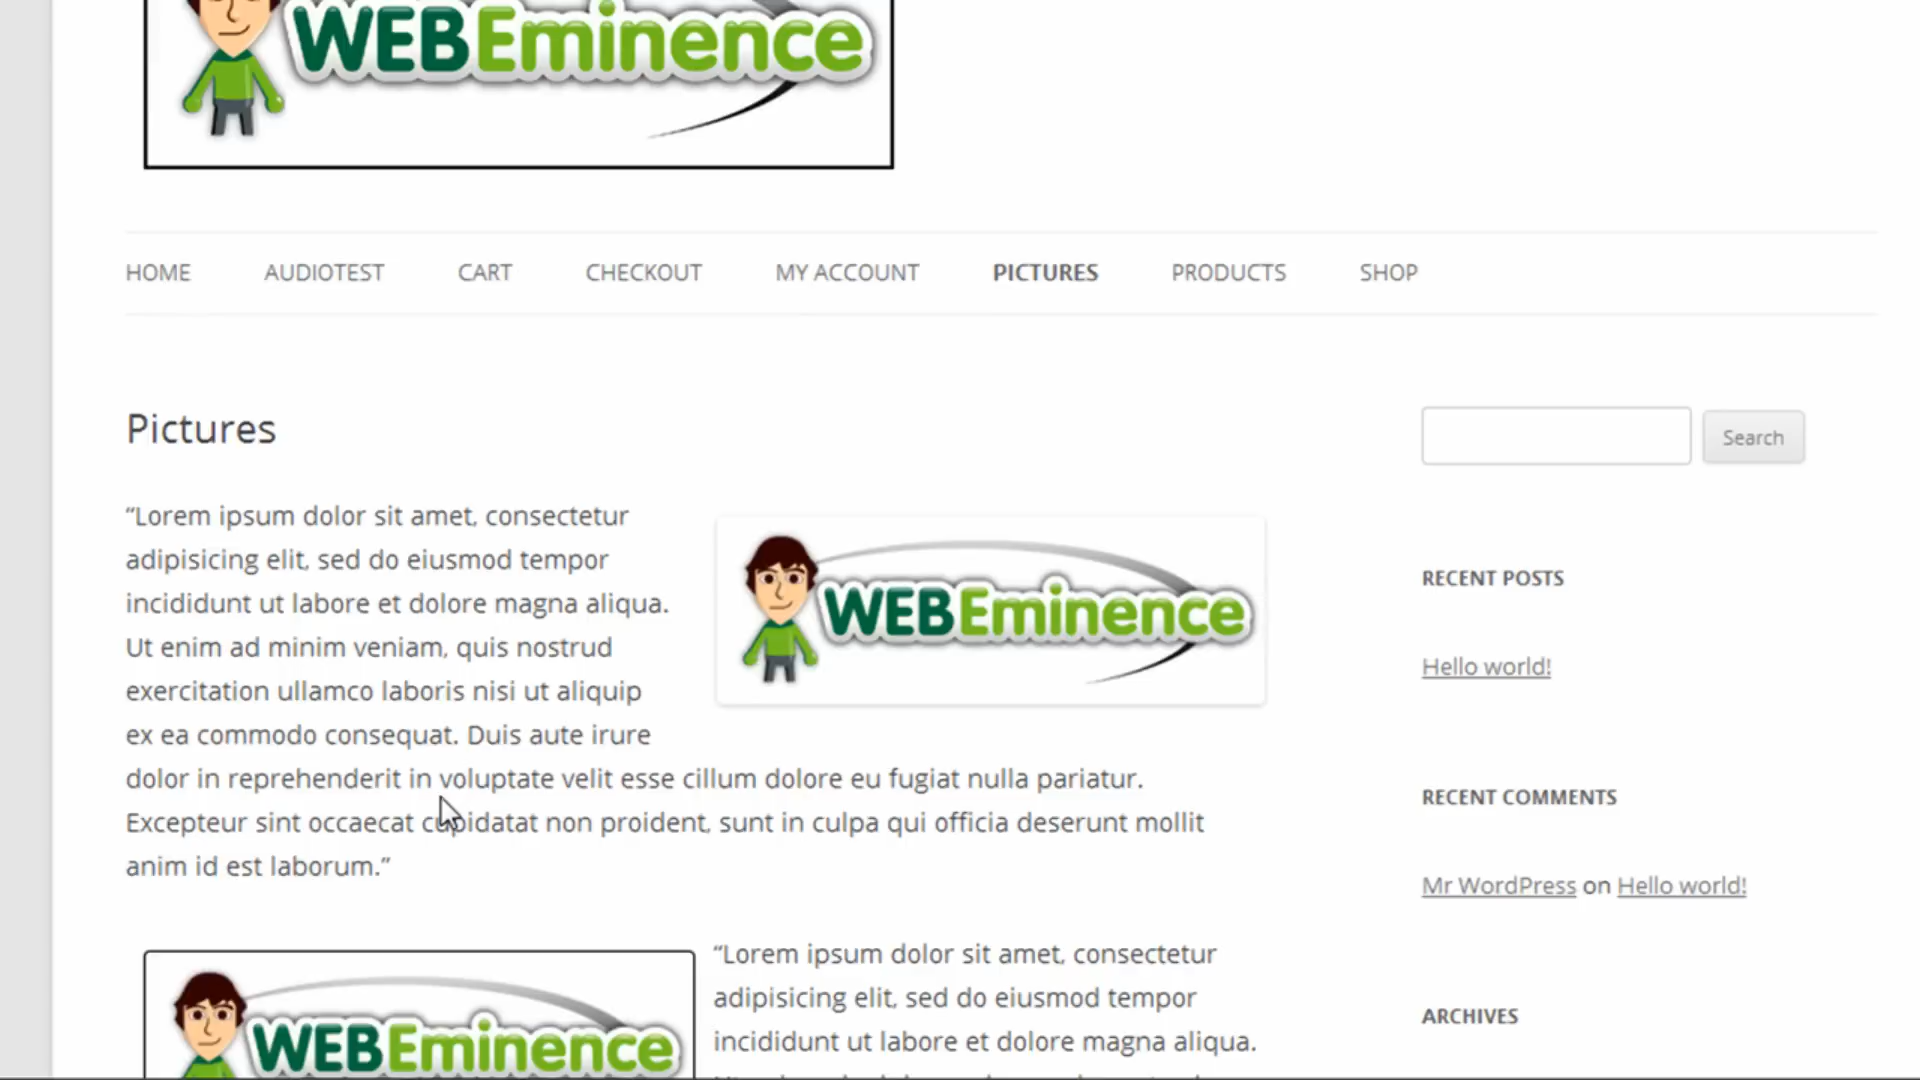 WEBEminence
HOME AUDIOTEST CART CHECKOUT MY ACCOUNT PICTURES PRODUCTS SHOP
Pictures
“Lorem ipsum dolor sit amet, consectetur
adipisicing elit, sed do eiusmod tempor
incididunt ut labore et dolore magna aliqua.
Ut enim ad minim veniam, quis nostrud
exercitation ullamco laboris nisi ut aliquip
ex ea commodo consequat. Duis aute irure
dolor in reprehenderit in voluptate velit esse cillum dolore eu fugiat nulla pariatur.
Excepteur sint occaecat cupidatat non proident, sunt in culpa qui officia deserunt mollit
anim id est laborum.”
WEBEminence
WEBEminence
“Lorem ipsum dolor sit amet, consectetur
adipisicing elit, sed do eiusmod tempor
incididunt ut labore et dolore magna aliqua.
Search
RECENT POSTS
Hello world!
RECENT COMMENTS
Mr WordPress on Hello world!
ARCHIVES